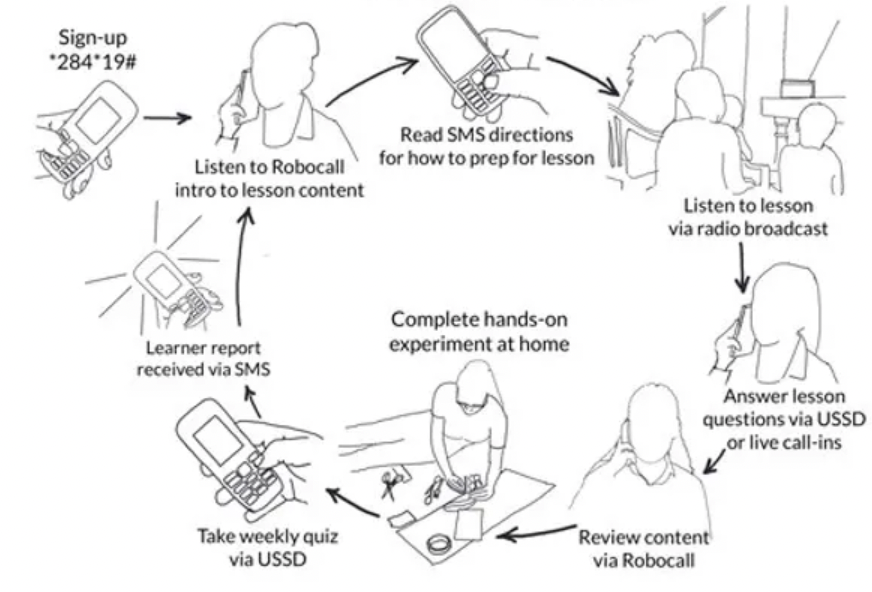 Sign-up
*284*19#
Listen to Robocall
intro to lesson content
Read SMS directions
for how to prep for lesson
Listen to lesson
via radio broadcast
Answer lesson
questions via USSD
or live call-ins
Review content
via Robocall
Complete hands-on
experiment at home
Take weekly quiz
via USSD
Learner report
received via SMS